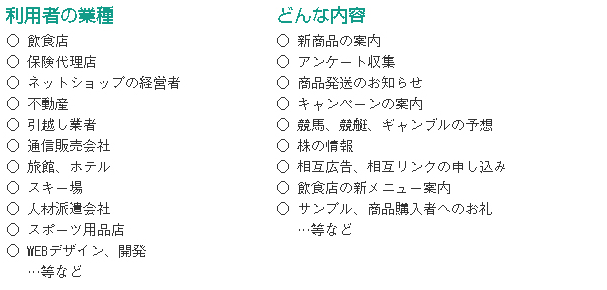 利用者の業種
○ 飲食店
○ 保険代理店
○ ネットショップの経営者
○ 不動産
○ 引越し業者
○ 通信販売会社
○ 旅館、ホテル
○ スキー場
○ 人材派遣会社
○ スポーツ用品店
○ WEBデザイン、開発
…等など
どんな内容
○ 新商品の案内
○ アンケート収集
○ 商品発送のお知らせ
○ キャンペーンの案内
○ 競馬、競艇、ギャンブルの予想
○ 株の情報
○ 相互広告、相互リンクの申し込み
○ 飲食店の新メニュー案内
○ サンプル、商品購入者へのお礼
…等など